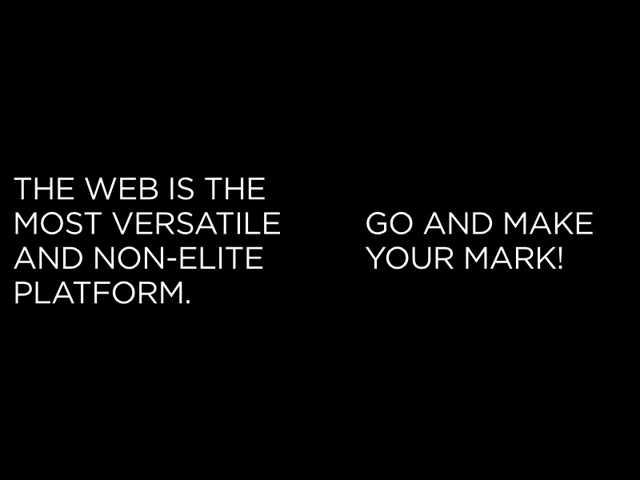 THE WEB IS THE
MOST VERSATILE
AND NON-ELITE
PLATFORM.
GO AND MAKE
YOUR MARK!